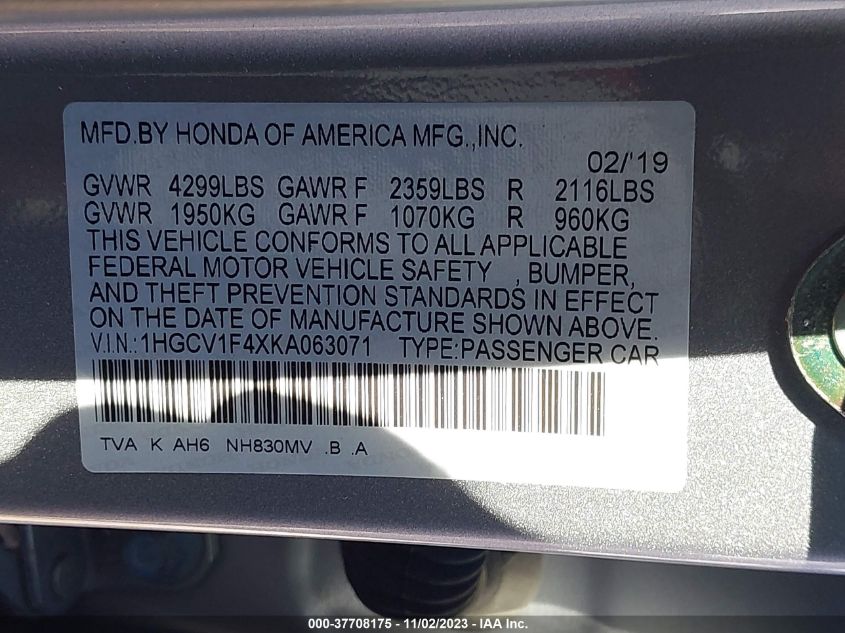 MFD.BY HONDA OF AMERICA MFG.,INC.
02/'19
GVWR 4299LBS GAWR F 2359LBS R 2116LBS
GVWR 1950KG GAWR F 1070KG R 960KG
THIS VEHICLE CONFORMS TO ALL APPLICABLE
FEDERAL MOTOR VEHICLE SAFETY , BUMPER,
AND THEFT PREVENTION STANDARDS IN EFFECT
ON THE DATE OF MANUFACTURE SHOWN ABOVE.
V.I.N.:1HGCV1F4XKA063071 TYPE:PASSENGER CAR
TVA K AH6 NH830MV .B .A
000-37708175 - 11/02/2023 - IAA Inc.